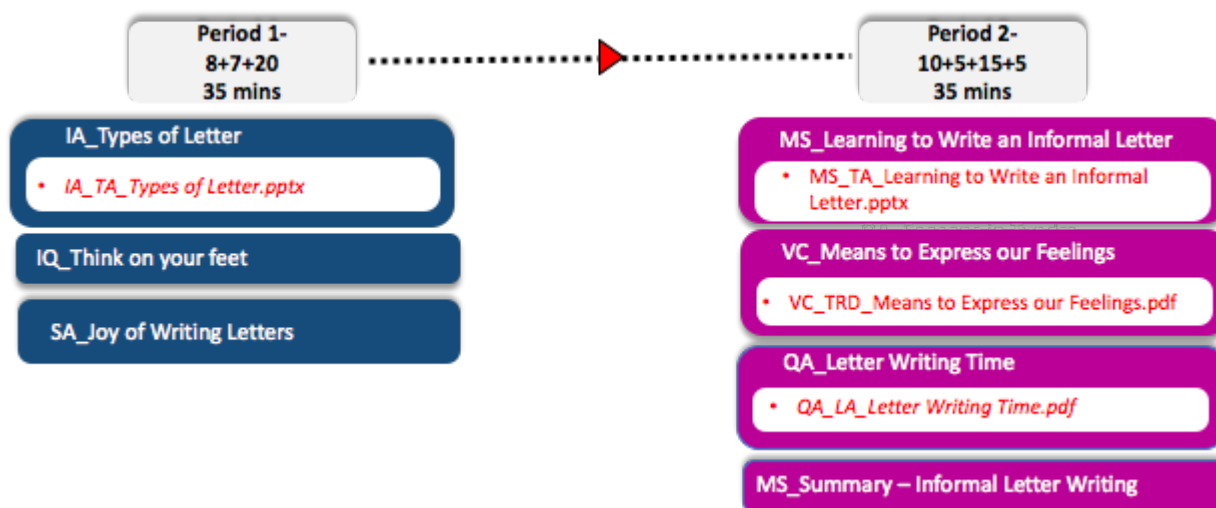 Period 1-
8+7+20
35 mins
IA_Types of Letter
• IA_TA_Types of Letter.pptx
IQ_Think on your feet
SA_Joy of Writing Letters
Period 2-
10+5+15+5
35 mins
MS_Learning to Write an Informal Letter
• MS_TA_Learning to Write an Informal
Letter.pptx
VC_Means to Express our Feelings
• VC_TRD_Means to Express our Feelings.pdf
QA_Letter Writing Time
• QA_LA_Letter Writing Time.pdf
MS_Summary – Informal Letter Writing